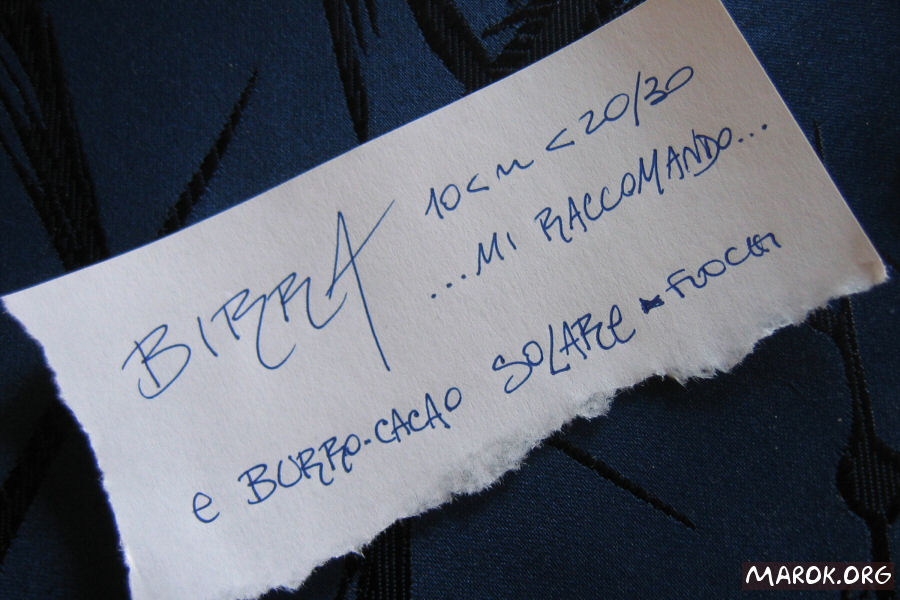 BIRRA 10<n<20/30
...MI RACCOMANDO...
e BURRO-CACAO SOLARE - FUOCHI
MAROK.ORG